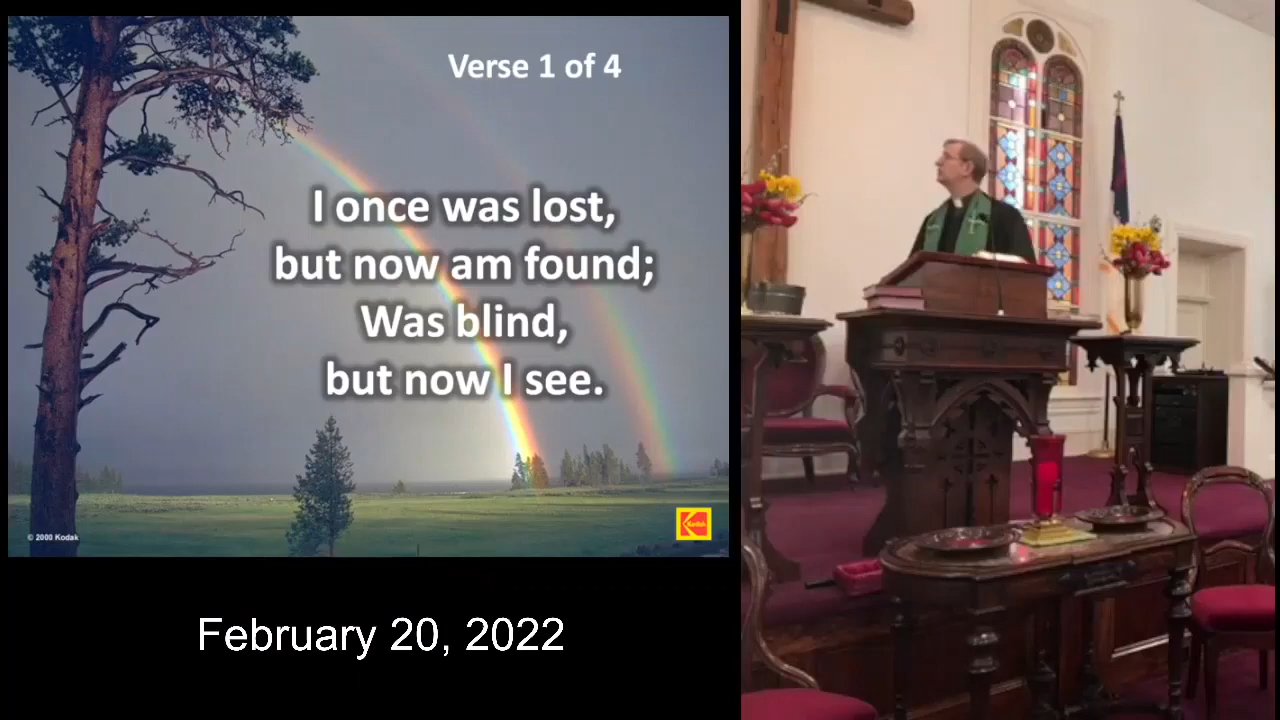 Verse 1 of 4
I once was lost,
but now am found;
Was blind,
but now I see.
© 2000 Kodak
Kodak
February 20, 2022